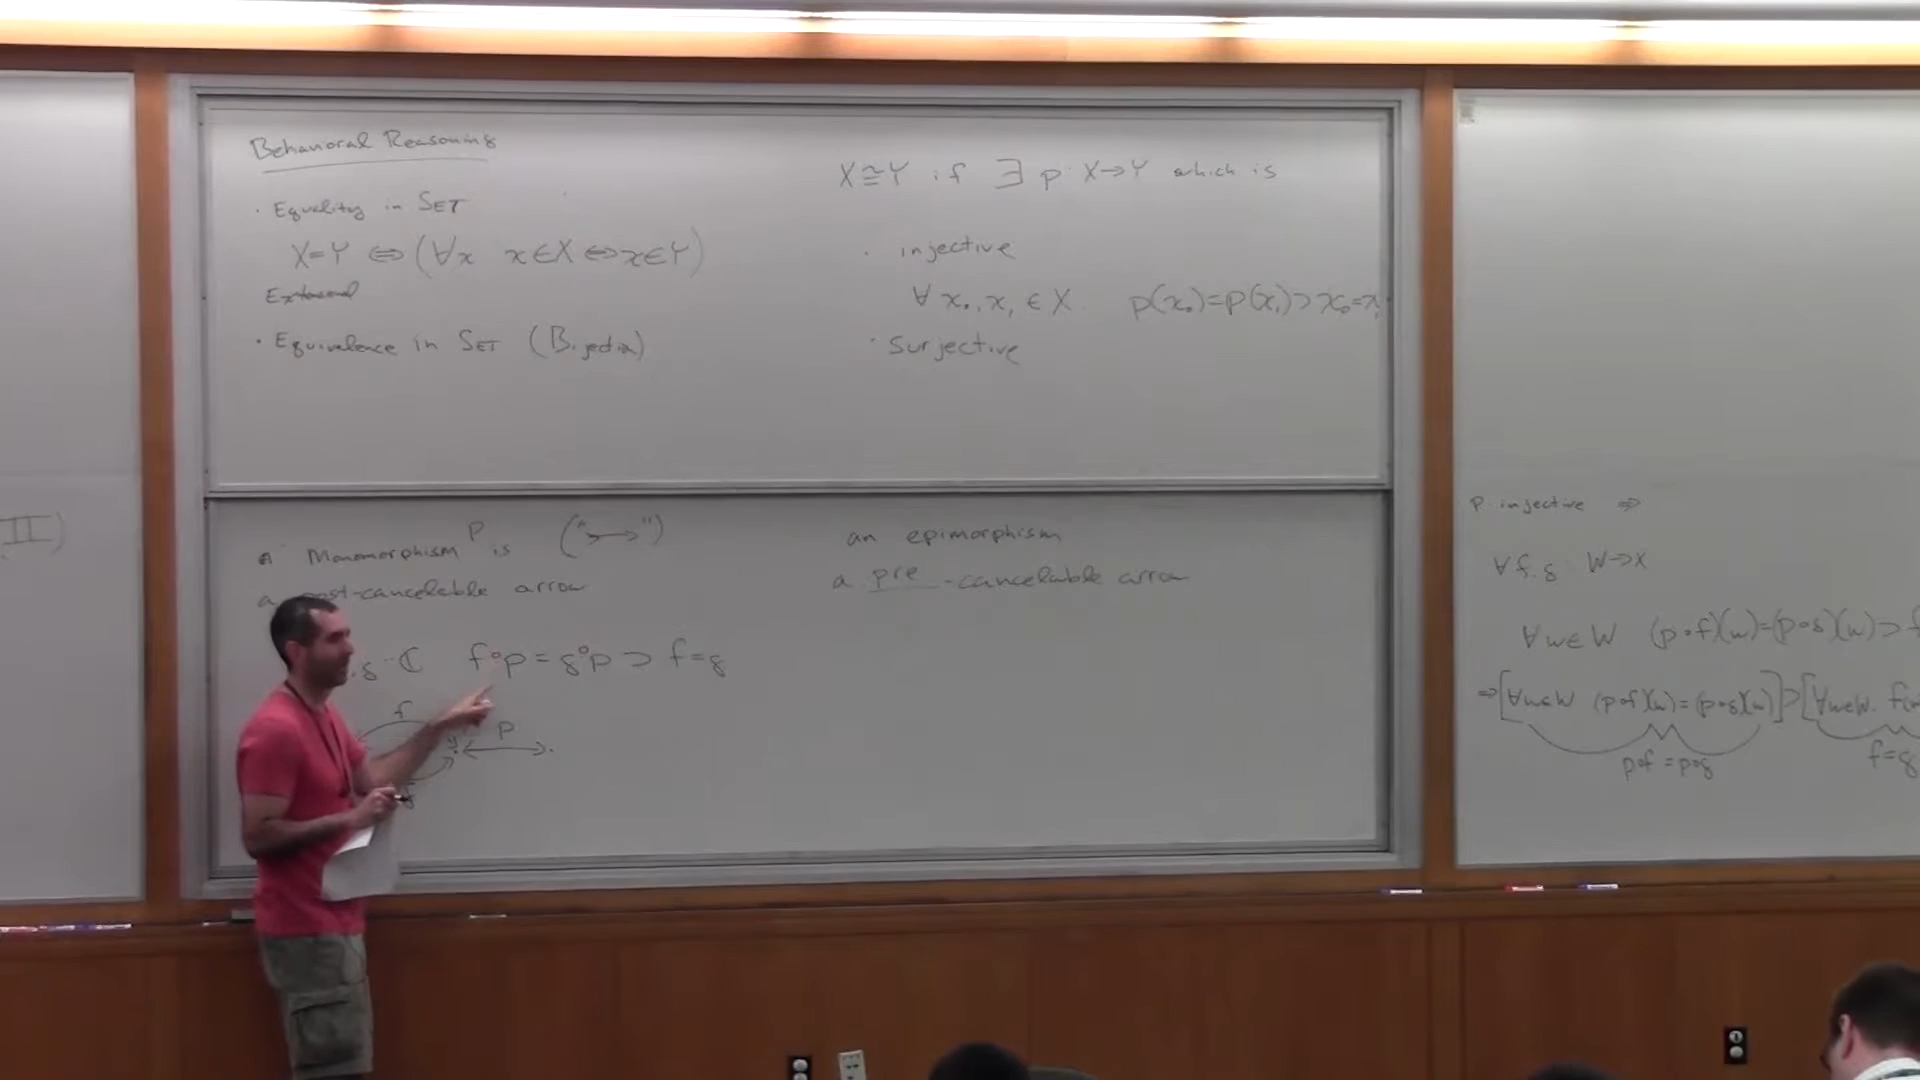 Behavioral Reasoning
· Equality in SET
X=Y ⇔ (∀x x∈X ⇔ x∈Y)
· Equivalence in SET (Bijection)
X≅Y if ∃ p: X→Y which is
· injective
∀ x₀, x₁ ∈ X. p(x₀)=p(x₁) ⊃ x₀=x₁
· Surjective
II)
a Monomorphism p is ("↣")
a post-cancelable arrow
.g : ℂ f∘p = g∘p ⊃ f=g
f
y
p
g
an epimorphism
a pre-cancelable arrow
p injective ⇒
∀f,g: W→X
∀w∈W (p∘f)(w)=(p∘g)(w) ⊃ f
⇒[∀w∈W (p∘f)(w)=(p∘g)(w)]⊃[∀w∈W. f(w
p∘f = p∘g
f=g